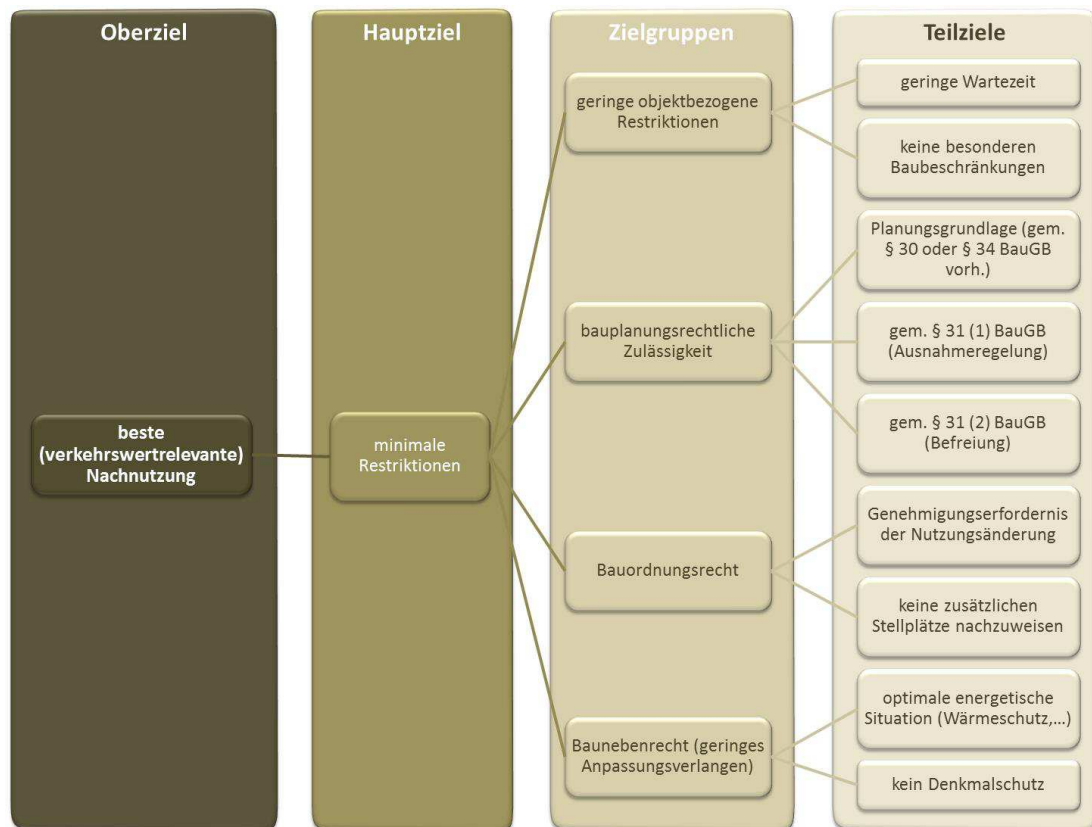 Oberziel
Hauptziel
Zielgruppen
Teilziele
beste
(verkehrswertrelevante)
Nachnutzung
minimale
Restriktionen
geringe objektbezogene
Restriktionen
bauplanungsrechtliche
Zulässigkeit
Bauordnungsrecht
Baunebenrecht (geringes
Anpassungsverlangen)
geringe Wartezeit
keine besonderen
Baubeschränkungen
Planungsgrundlage (gem.
§ 30 oder § 34 BauGB
vorh.)
gem. § 31 (1) BauGB
(Ausnahmeregelung)
gem. § 31 (2) BauGB
(Befreiung)
Genehmigungserfordernis
der Nutzungsänderung
keine zusätzlichen
Stellplätze nachzuweisen
optimale energetische
Situation (Wärmeschutz,...)
kein Denkmalschutz